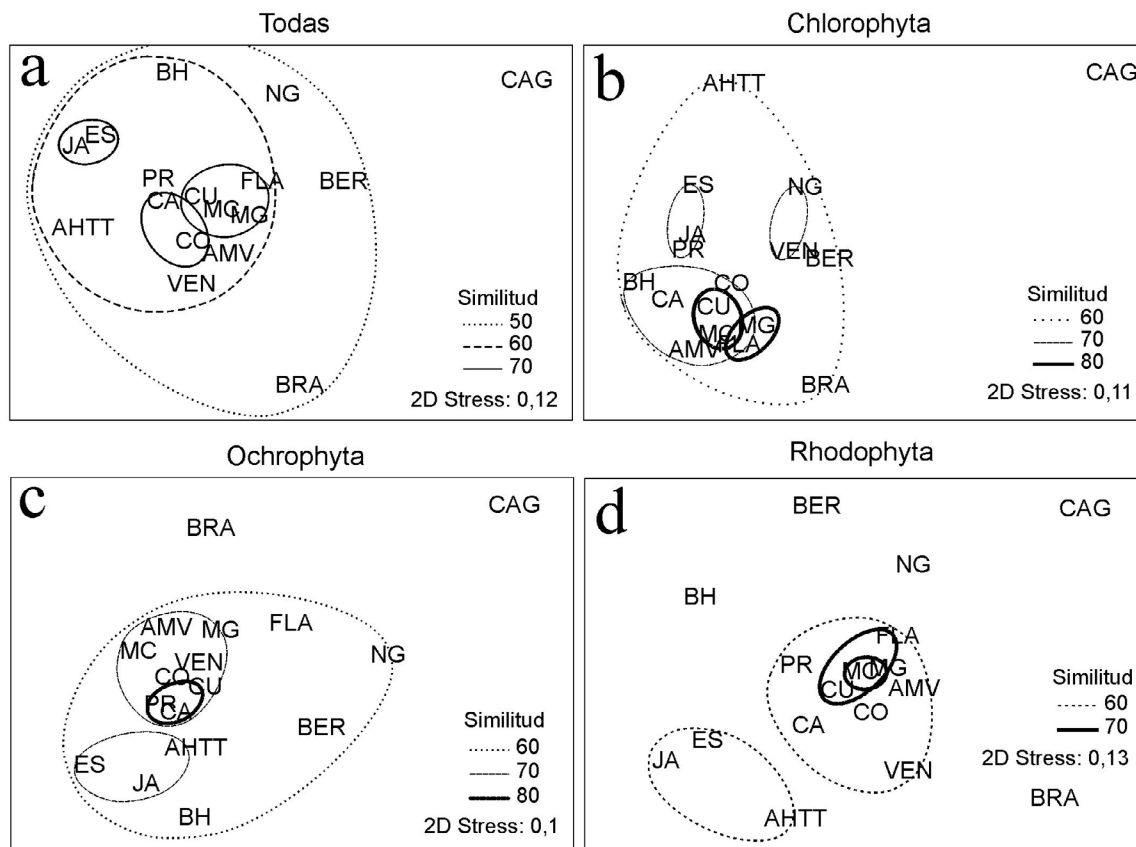 Todas
a
BH
NG
CAG
ES
JA
PR
CA
CU
FLA
BER
MC
MG
AHTT
CO
AMV
VEN
BRA
Similitud
50
60
70
2D Stress: 0,12
Chlorophyta
b
AHTT
CAG
ES
NG
JA
PR
VEN
BER
BH
CO
CA
CU
MG
MC
AMV
FLA
BRA
Similitud
60
70
80
2D Stress: 0,11
Ochrophyta
c
CAG
BRA
AMV
MG
FLA
MC
VEN
NG
CO
CU
PR
CA
BER
AHTT
ES
JA
BH
Similitud
60
70
80
2D Stress: 0,1
Rhodophyta
d
BER
CAG
NG
BH
FLA
PR
MC
MG
CU
AMV
CO
CA
ES
JA
VEN
BRA
AHTT
Similitud
60
70
2D Stress: 0,13